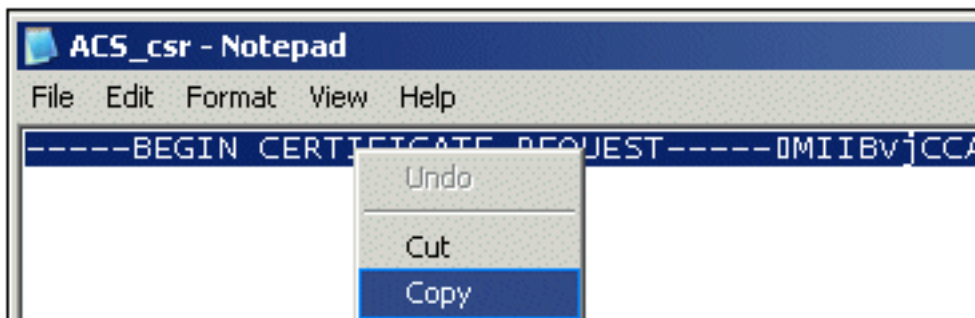 ACS_csr - Notepad
File Edit Format View Help
-----BEGIN CERTIFICATE REQUEST-----▯MIIBVjCCA
Undo
Cut
Copy